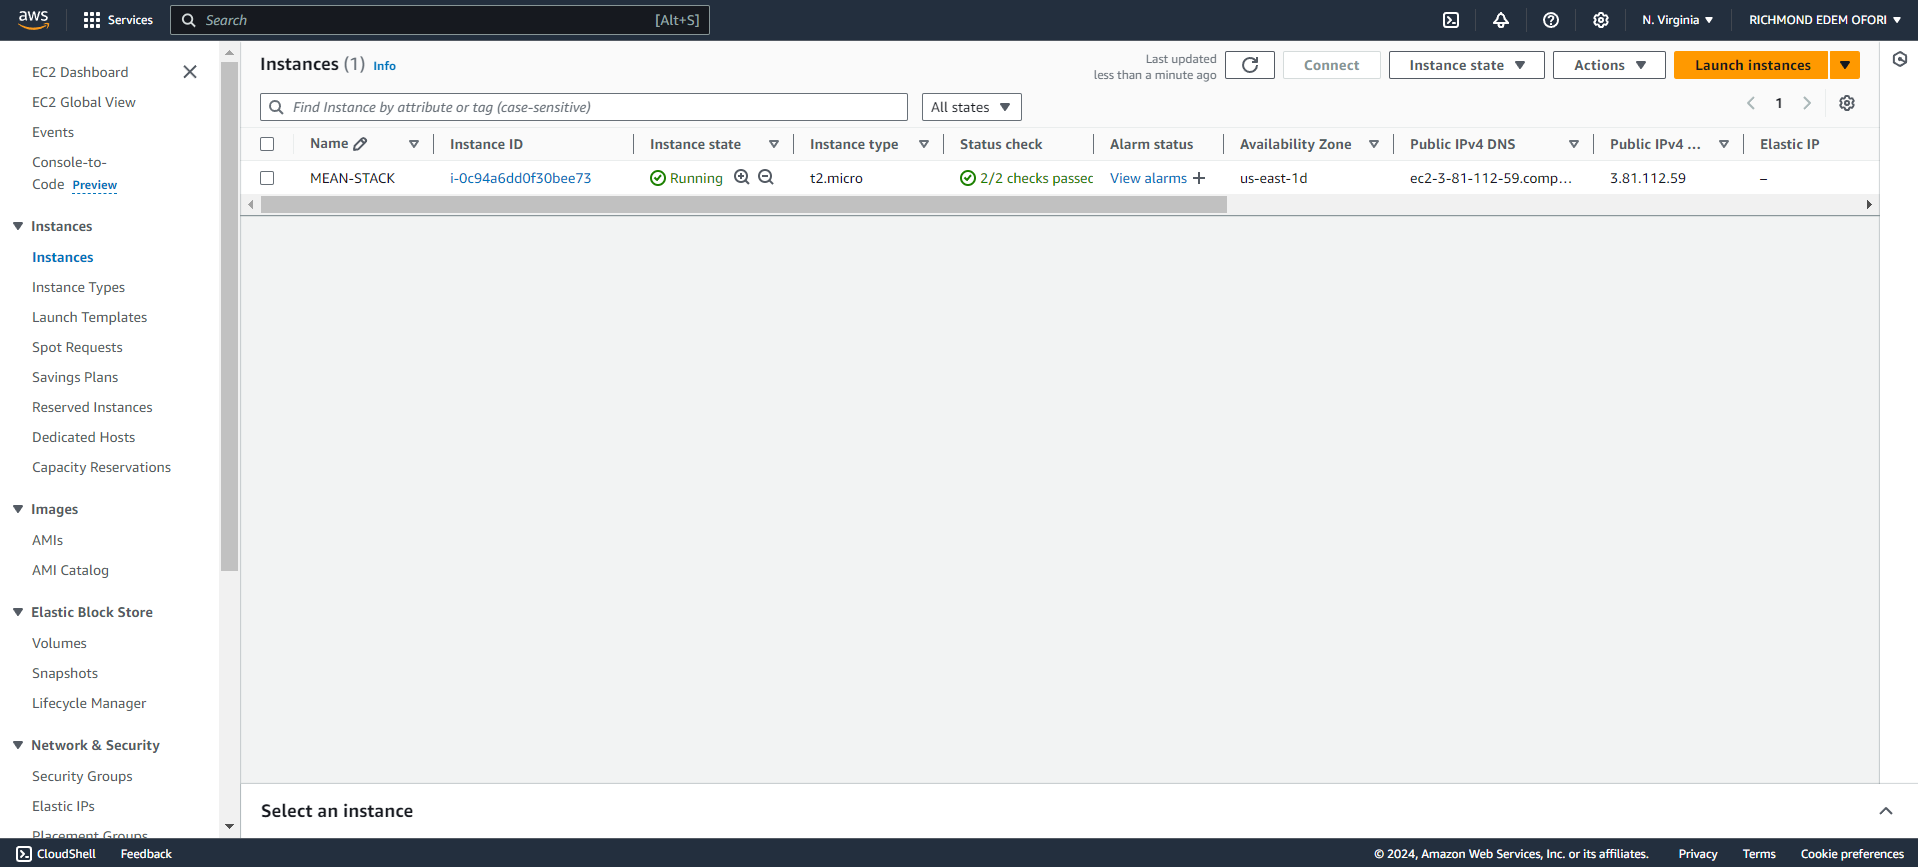 aws
Services
Search
[Alt+S]
N. Virginia
RICHMOND EDEM OFORI
EC2 Dashboard
EC2 Global View
Events
Console-to-
Code Preview
Instances
Instances
Instance Types
Launch Templates
Spot Requests
Savings Plans
Reserved Instances
Dedicated Hosts
Capacity Reservations
Images
AMIs
AMI Catalog
Elastic Block Store
Volumes
Snapshots
Lifecycle Manager
Network & Security
Security Groups
Elastic IPs
Placement Groups
Instances (1) Info
Last updated
less than a minute ago
Connect
Instance state
Actions
Launch instances
Find Instance by attribute or tag (case-sensitive)
All states
1
Name Instance ID Instance state Instance type Status check Alarm status Availability Zone Public IPv4 DNS Public IPv4 ... Elastic IP
MEAN-STACK i-0c94a6dd0f30bee73 Running t2.micro 2/2 checks passed View alarms + us-east-1d ec2-3-81-112-59.comp... 3.81.112.59 –
Select an instance
CloudShell Feedback © 2024, Amazon Web Services, Inc. or its affiliates. Privacy Terms Cookie preferences